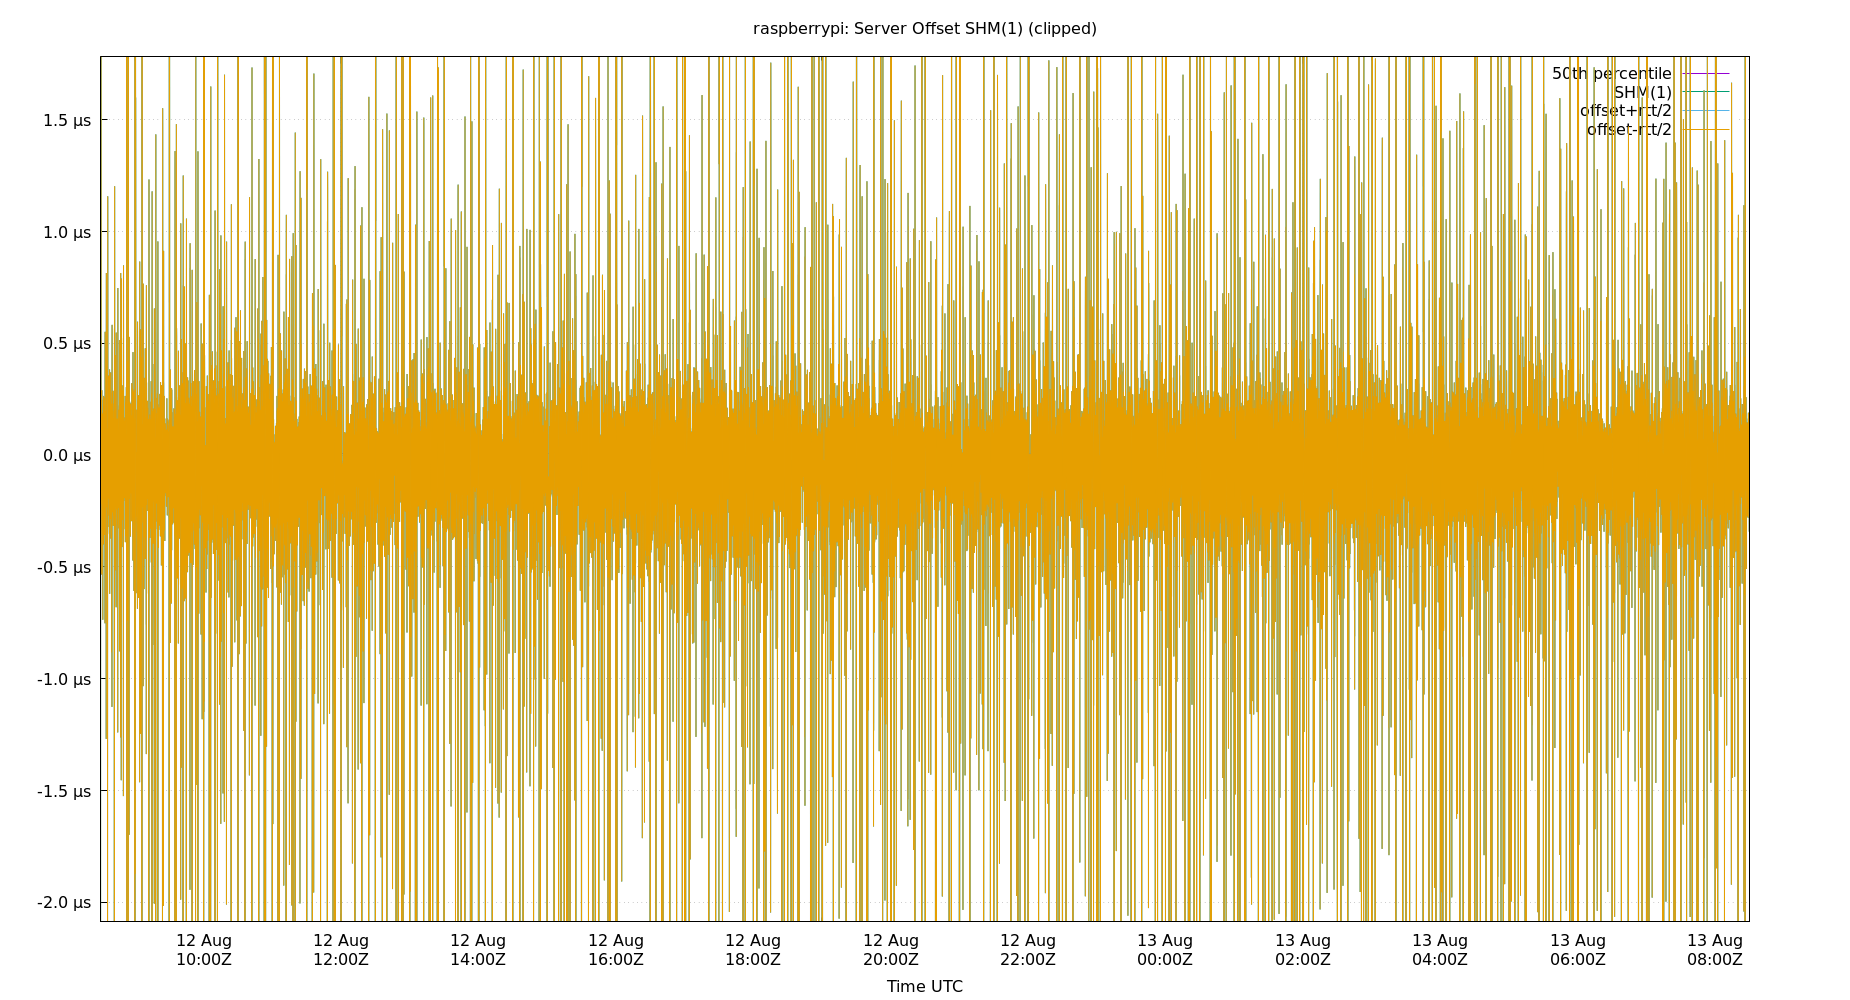 raspberrypi: Server Offset SHM(1) (clipped)
50th percentile
SHM(1)
offset+rtt/2
offset-rtt/2
1.5 µs
1.0 µs
0.5 µs
0.0 µs
-0.5 µs
-1.0 µs
-1.5 µs
-2.0 µs
12 Aug 12 Aug 12 Aug 12 Aug 12 Aug 12 Aug 12 Aug 13 Aug 13 Aug 13 Aug 13 Aug 13 Aug
10:00Z 12:00Z 14:00Z 16:00Z 18:00Z 20:00Z 22:00Z 00:00Z 02:00Z 04:00Z 06:00Z 08:00Z
Time UTC